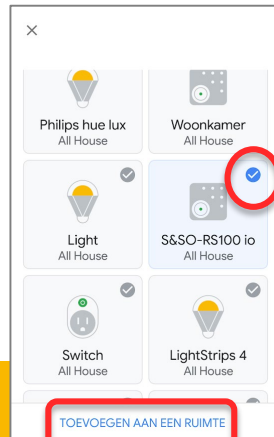 Philips hue lux
Woonkamer
All House
All House
Light
S&SO-RS100 io
All House
All House
Switch
LightStrips 4
All House
All House
TOEVOEGEN AAN EEN RUIMTE